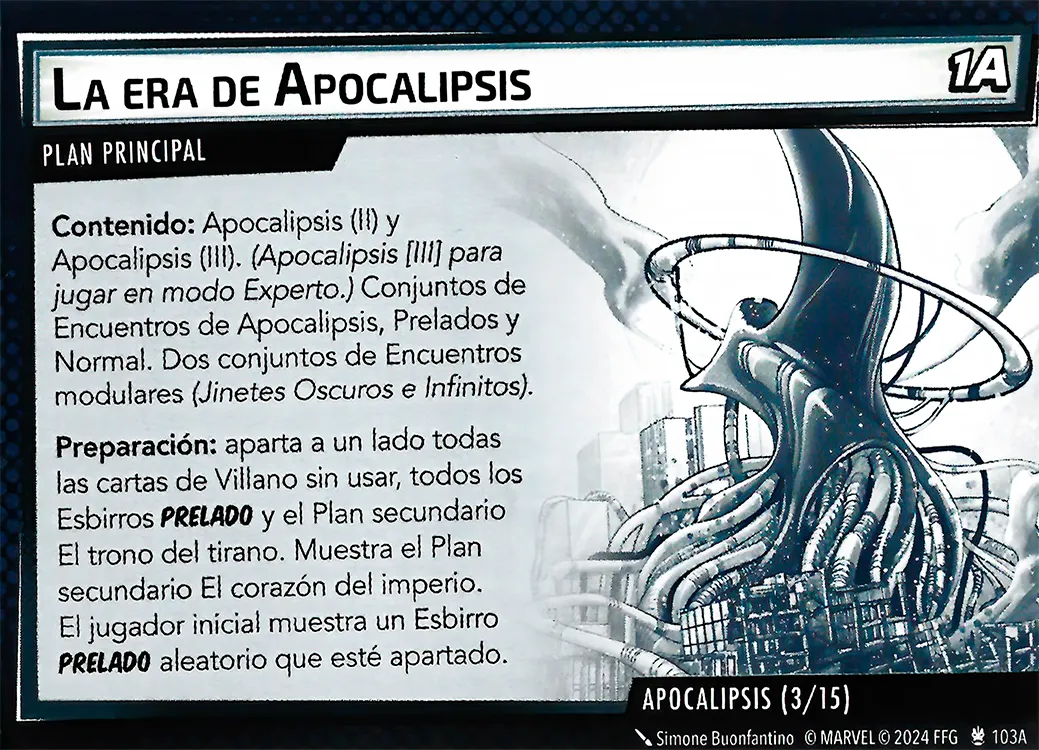 La era de Apocalipsis
1A
PLAN PRINCIPAL
Contenido: Apocalipsis (II) y
Apocalipsis (III). (Apocalipsis [III] para
jugar en modo Experto.) Conjuntos de
Encuentros de Apocalipsis, Prelados y
Normal. Dos conjuntos de Encuentros
modulares (Jinetes Oscuros e Infinitos).
Preparación: aparta a un lado todas
las cartas de Villano sin usar, todos los
Esbirros PRELADO y el Plan secundario
El trono del tirano. Muestra el Plan
secundario El corazón del imperio.
El jugador inicial muestra un Esbirro
PRELADO aleatorio que esté apartado.
APOCALIPSIS (3/15)
Simone Buonfantino © MARVEL © 2024 FFG 103A